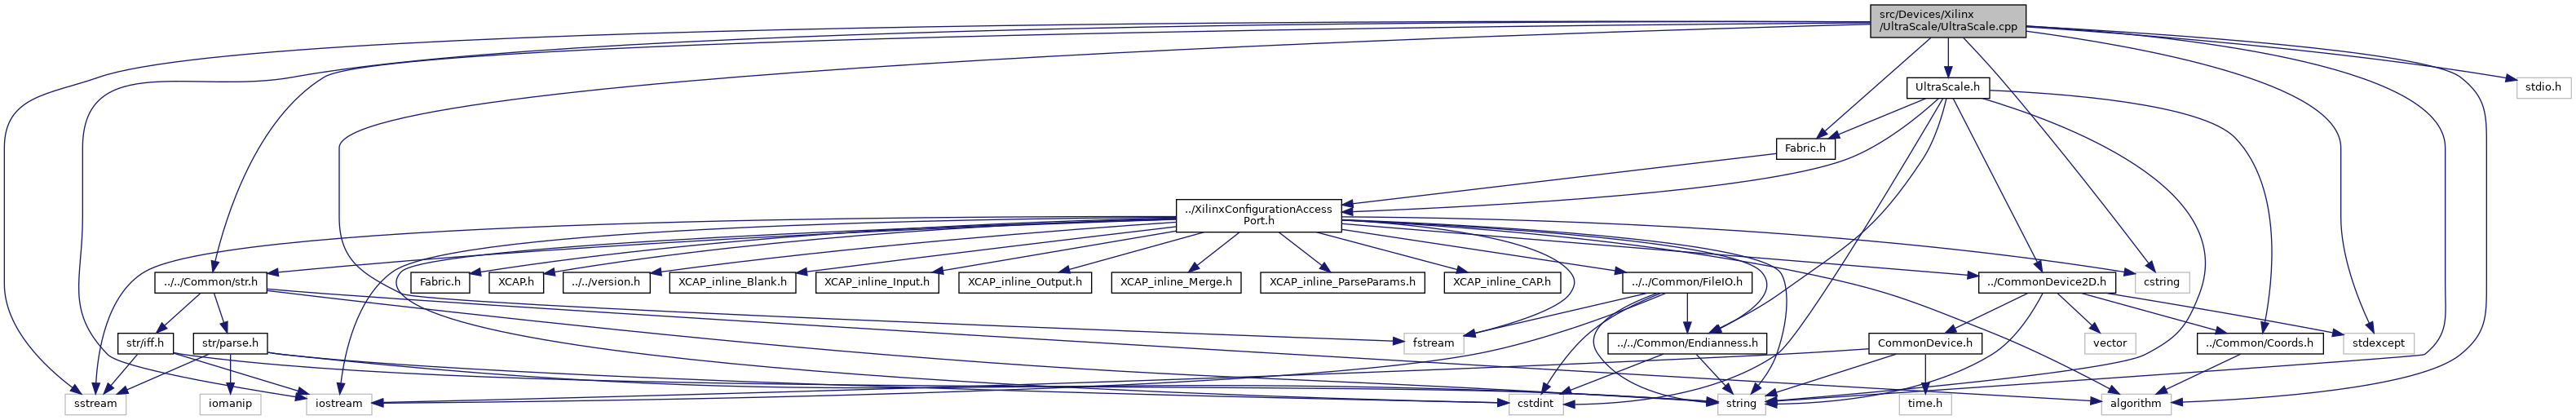 src/Devices/Xilinx
/UltraScale/UltraScale.cpp
stdio.h
UltraScale.h
Fabric.h
../XilinxConfigurationAccess
Port.h
../../Common/str.h
Fabric.h
XCAP.h
../../version.h
XCAP_inline_Blank.h
XCAP_inline_Input.h
XCAP_inline_Output.h
XCAP_inline_Merge.h
XCAP_inline_ParseParams.h
XCAP_inline_CAP.h
../../Common/FileIO.h
../CommonDevice2D.h
cstring
str/iff.h
str/parse.h
fstream
../../Common/Endianness.h
CommonDevice.h
vector
../Common/Coords.h
stdexcept
sstream
iomanip
iostream
cstdint
string
time.h
algorithm